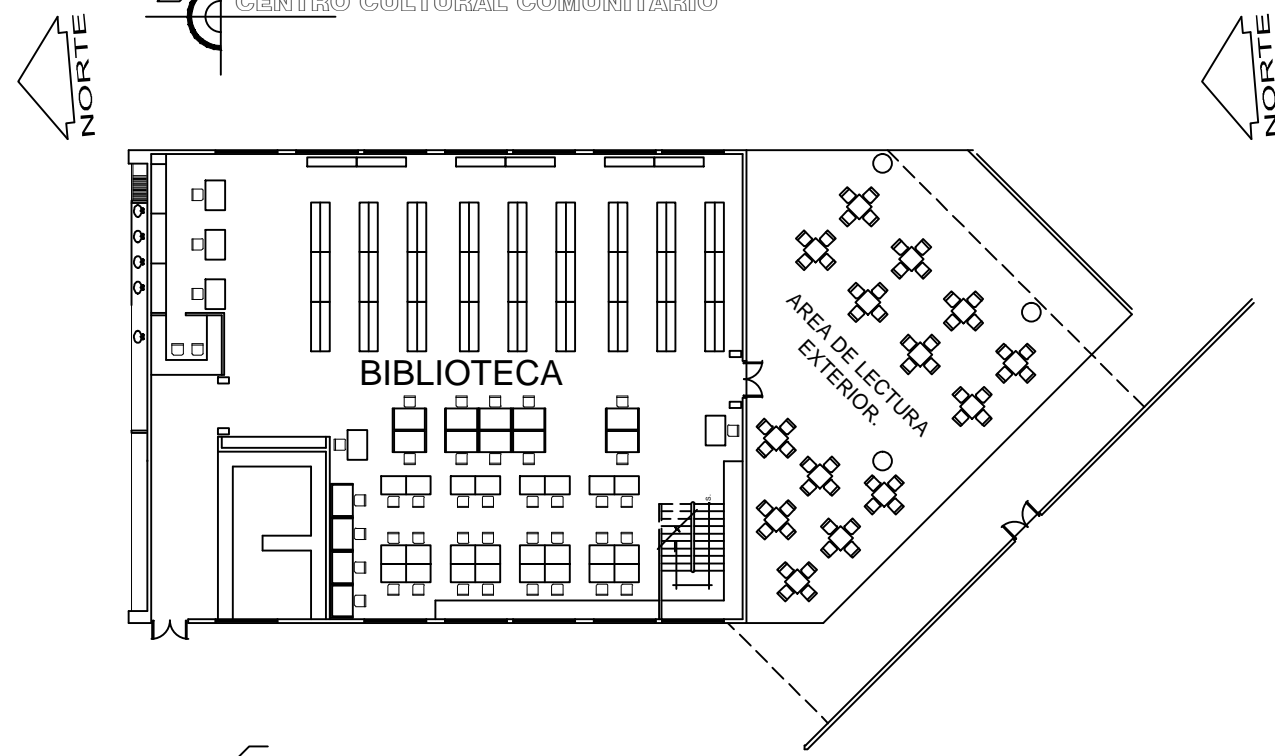 CENTRO CULTURAL COMUNITARIO
NORTE
NORTE
BIBLIOTECA
AREA DE LECTURA
EXTERIOR.
S.